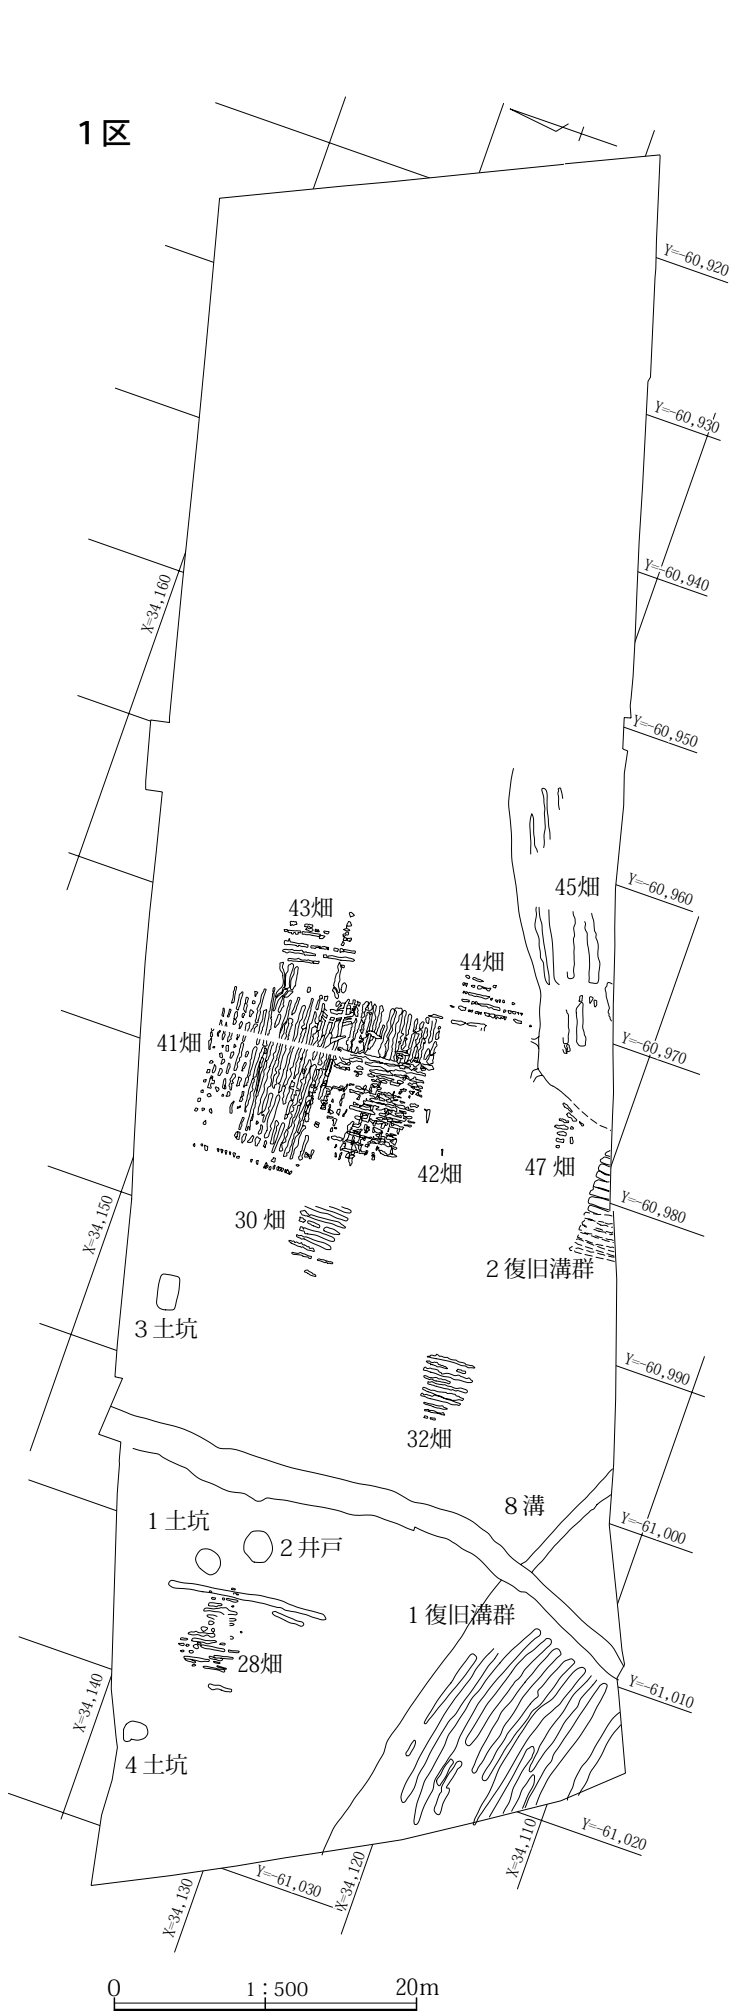 1区
Y=-60,920
Y=-60,930
Y=-60,940
X=34,160
Y=-60,950
45畑
Y=-60,960
43畑
44畑
41畑
Y=-60,970
42畑
47 畑
X=34,150
30 畑
Y=-60,980
2復旧溝群
3土坑
Y=-60,990
32畑
8溝
1土坑
2井戸
Y=-61,000
1復旧溝群
28畑
X=34,140
Y=-61,010
4土坑
X=34,110
Y=-61,020
X=34,120
Y=-61,030
X=34,130
0 1：500 20m